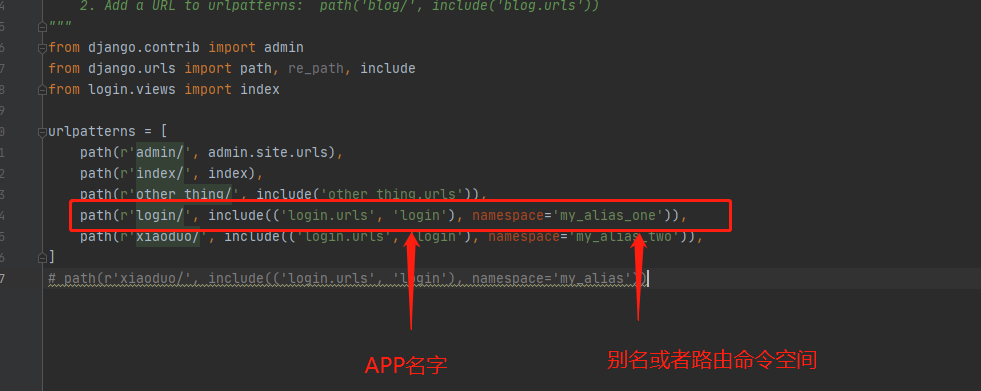 4 2. Add a URL to urlpatterns:  path('blog/', include('blog.urls'))
5 """
6 from django.contrib import admin
7 from django.urls import path, re_path, include
8 from login.views import index
9
0 urlpatterns = [
1 path(r'admin/', admin.site.urls),
2 path(r'index/', index),
3 path(r'other_thing/', include('other_thing.urls')),
4 path(r'login/', include(('login.urls', 'login'), namespace='my_alias_one')),
5 path(r'xiaoduo/', include(('login.urls', 'login'), namespace='my_alias_two')),
6 ]
7 # path(r'xiaoduo/', include(('login.urls', 'login'), namespace='my_alias'))
APP名字
别名或者路由命令空间